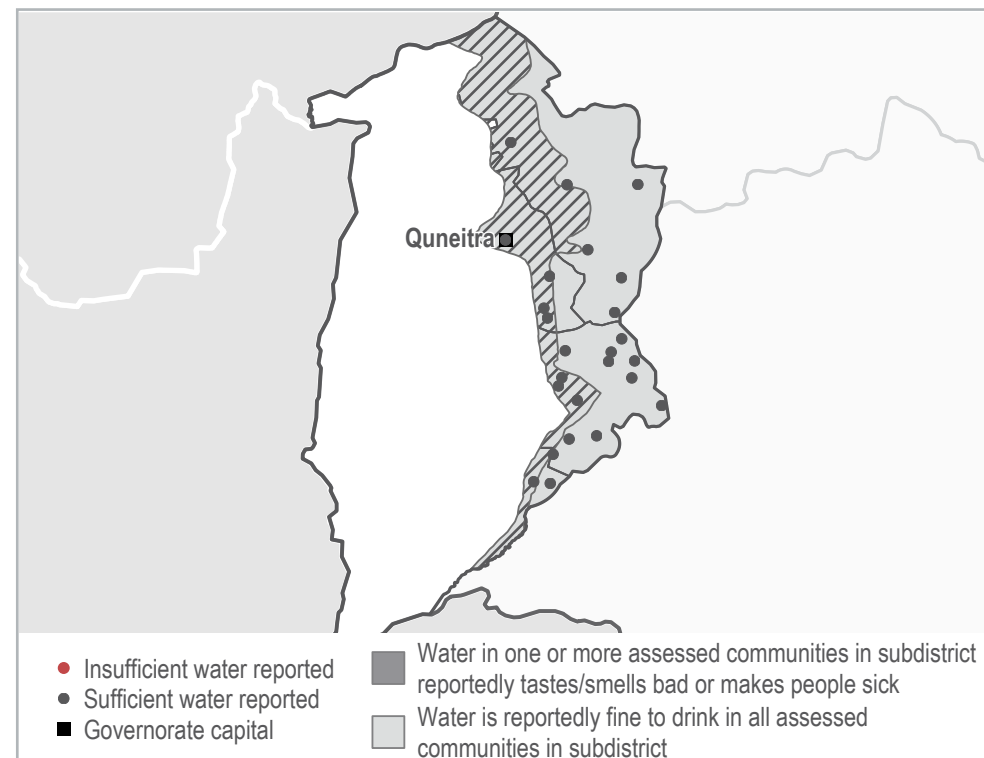 Quneitra
Insufficient water reported
Sufficient water reported
Governorate capital
Water in one or more assessed communities in subdistrict
reportedly tastes/smells bad or makes people sick
Water is reportedly fine to drink in all assessed
communities in subdistrict